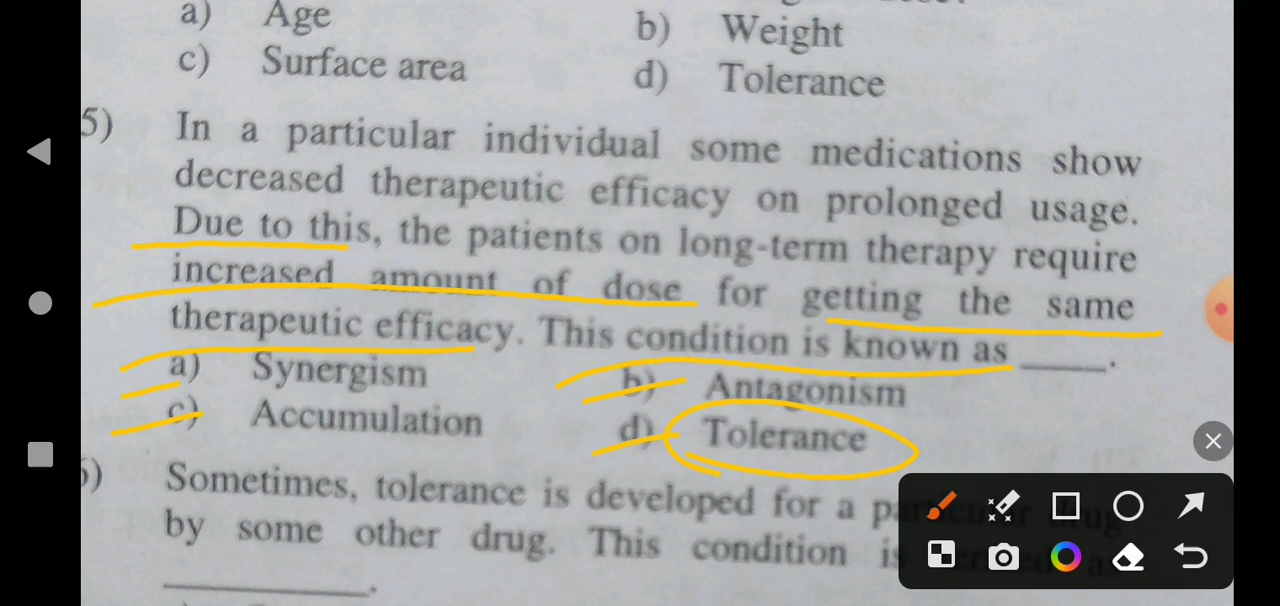 a) Age b) Weight
c) Surface area d) Tolerance
5) In a particular individual some medications show
decreased therapeutic efficacy on prolonged usage.
Due to this, the patients on long-term therapy require
increased amount of dose for getting the same
therapeutic efficacy. This condition is known as ______.
a) Synergism b) Antagonism
c) Accumulation d) Tolerance
) Sometimes, tolerance is developed for a
by some other drug. This condition is
____________.